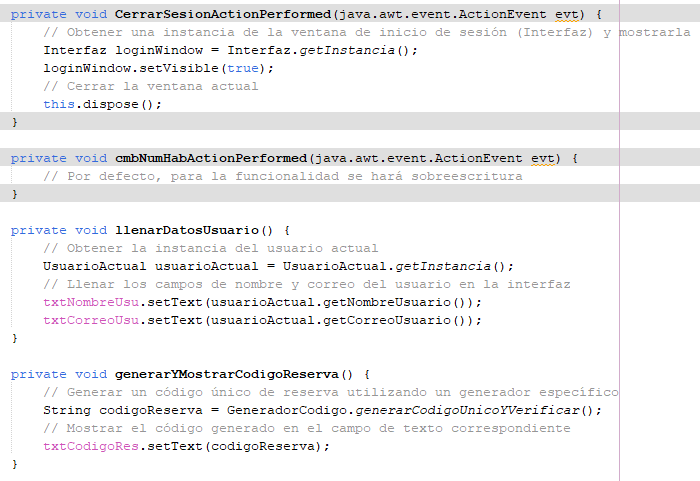 private void CerrarSesionActionPerformed(java.awt.event.ActionEvent evt) {
    // Obtener una instancia de la ventana de inicio de sesión (Interfaz) y mostrarla
    Interfaz loginWindow = Interfaz.getInstancia();
    loginWindow.setVisible(true);
    // Cerrar la ventana actual
    this.dispose();
}

private void cmbNumHabActionPerformed(java.awt.event.ActionEvent evt) {
    // Por defecto, para la funcionalidad se hará sobreescritura
}

private void llenarDatosUsuario() {
    // Obtener la instancia del usuario actual
    UsuarioActual usuarioActual = UsuarioActual.getInstancia();
    // Llenar los campos de nombre y correo del usuario en la interfaz
    txtNombreUsu.setText(usuarioActual.getNombreUsuario());
    txtCorreoUsu.setText(usuarioActual.getCorreoUsuario());
}

private void generarYMostrarCodigoReserva() {
    // Generar un código único de reserva utilizando un generador específico
    String codigoReserva = GeneradorCodigo.generarCodigoUnicoYVerificar();
    // Mostrar el código generado en el campo de texto correspondiente
    txtCodigoRes.setText(codigoReserva);
}